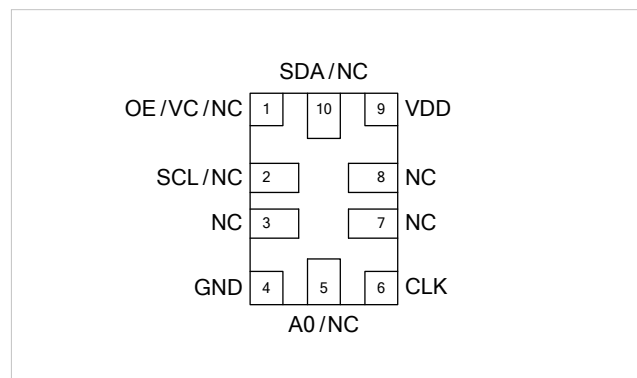 SDA/NC
OE/VC/NC 1 10 9 VDD
SCL/NC 2 8 NC
NC 3 7 NC
GND 4 5 6 CLK
A0/NC